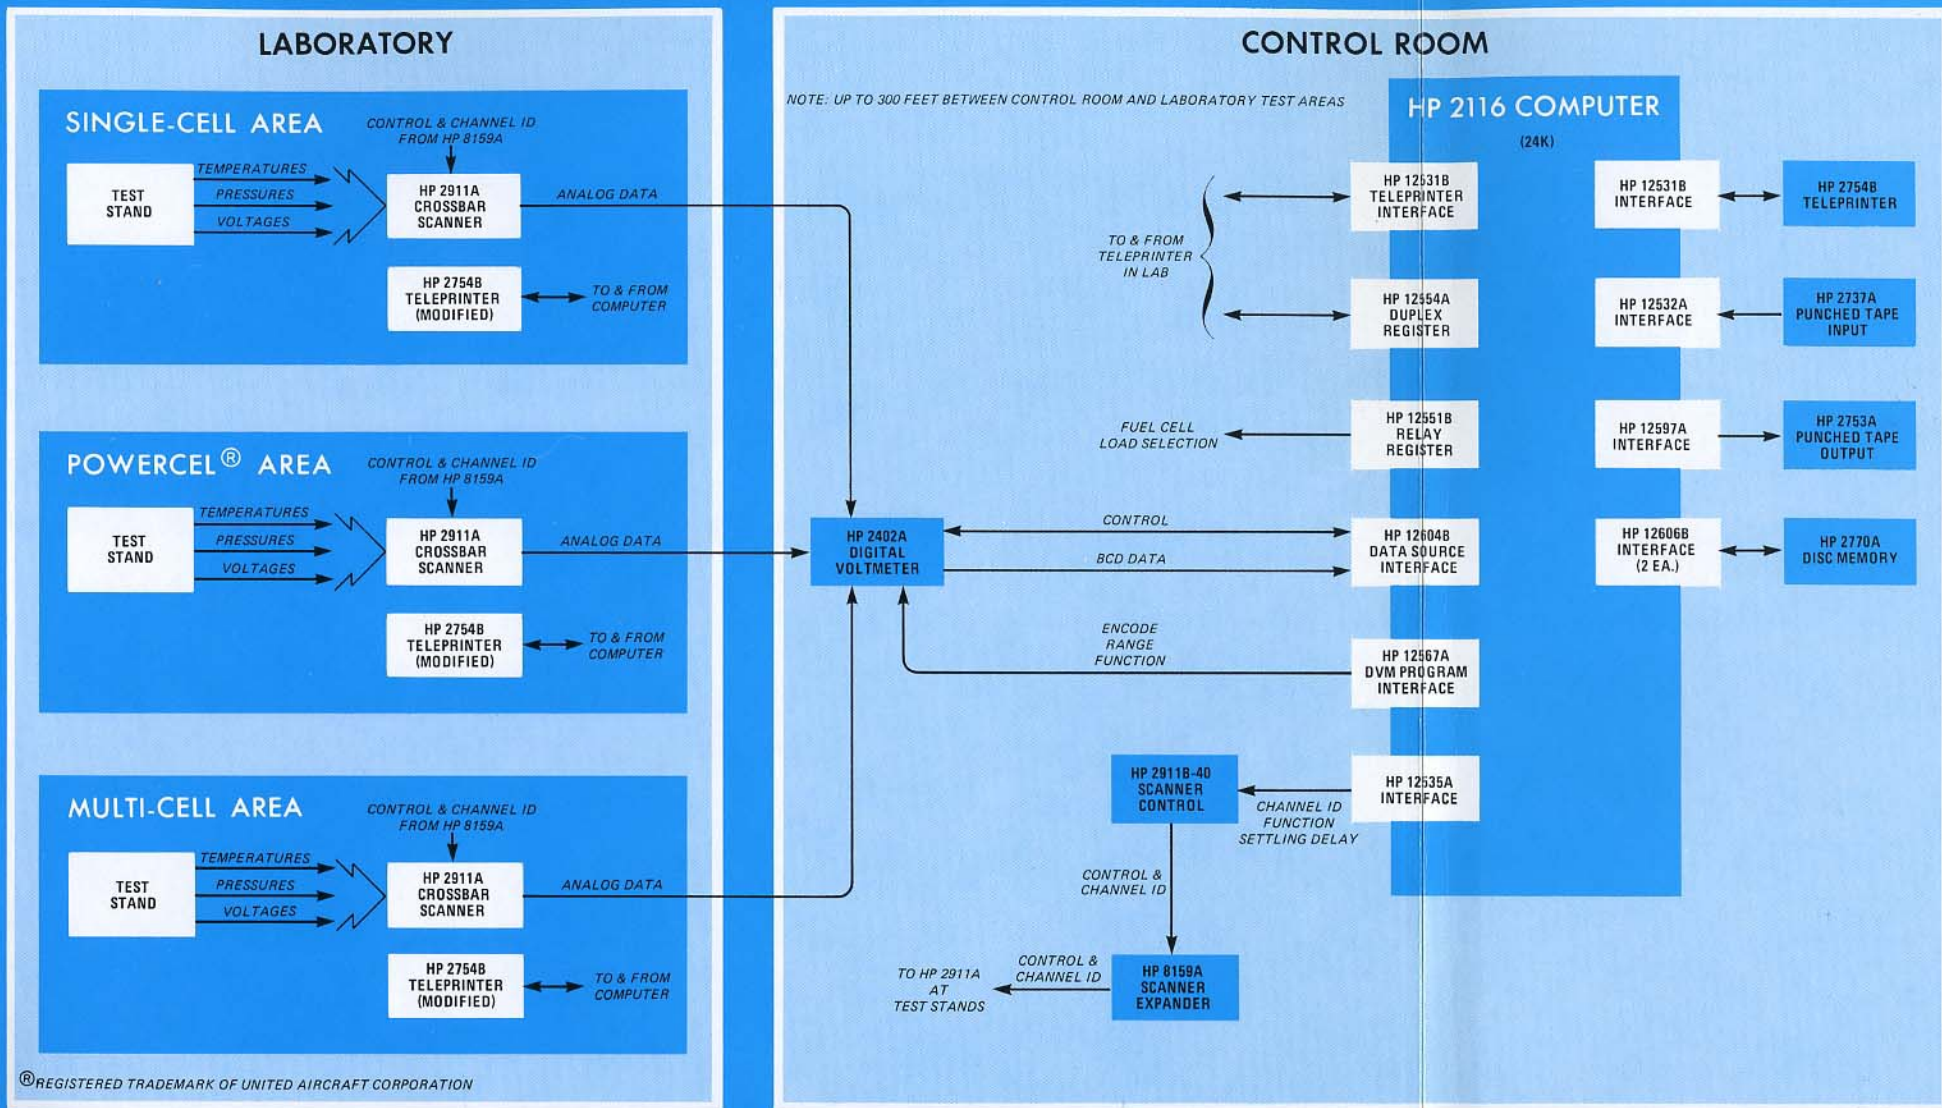 LABORATORY
SINGLE-CELL AREA
CONTROL & CHANNEL ID
FROM HP 8159A
TEST
STAND
TEMPERATURES
PRESSURES
VOLTAGES
HP 2911A
CROSSBAR
SCANNER
ANALOG DATA
HP 2754B
TELEPRINTER
(MODIFIED)
TO & FROM
COMPUTER
POWERCEL® AREA
CONTROL & CHANNEL ID
FROM HP 8159A
TEST
STAND
TEMPERATURES
PRESSURES
VOLTAGES
HP 2911A
CROSSBAR
SCANNER
ANALOG DATA
HP 2754B
TELEPRINTER
(MODIFIED)
TO & FROM
COMPUTER
MULTI-CELL AREA
CONTROL & CHANNEL ID
FROM HP 8159A
TEST
STAND
TEMPERATURES
PRESSURES
VOLTAGES
HP 2911A
CROSSBAR
SCANNER
ANALOG DATA
HP 2754B
TELEPRINTER
(MODIFIED)
TO & FROM
COMPUTER
®REGISTERED TRADEMARK OF UNITED AIRCRAFT CORPORATION
CONTROL ROOM
NOTE: UP TO 300 FEET BETWEEN CONTROL ROOM AND LABORATORY TEST AREAS
HP 2116 COMPUTER
(24K)
TO & FROM
TELEPRINTER
IN LAB
HP 12531B
TELEPRINTER
INTERFACE
HP 12554A
DUPLEX
REGISTER
FUEL CELL
LOAD SELECTION
HP 12551B
RELAY
REGISTER
HP 2402A
DIGITAL
VOLTMETER
CONTROL
BCD DATA
HP 12604B
DATA SOURCE
INTERFACE
ENCODE
RANGE
FUNCTION
HP 12567A
DVM PROGRAM
INTERFACE
HP 2911B-40
SCANNER
CONTROL
CHANNEL ID
FUNCTION
SETTLING DELAY
HP 12535A
INTERFACE
CONTROL &
CHANNEL ID
TO HP 2911A
AT
TEST STANDS
CONTROL &
CHANNEL ID
HP 8159A
SCANNER
EXPANDER
HP 12531B
INTERFACE
HP 2754B
TELEPRINTER
HP 12532A
INTERFACE
HP 2737A
PUNCHED TAPE
INPUT
HP 12597A
INTERFACE
HP 2753A
PUNCHED TAPE
OUTPUT
HP 12606B
INTERFACE
(2 EA.)
HP 2770A
DISC MEMORY